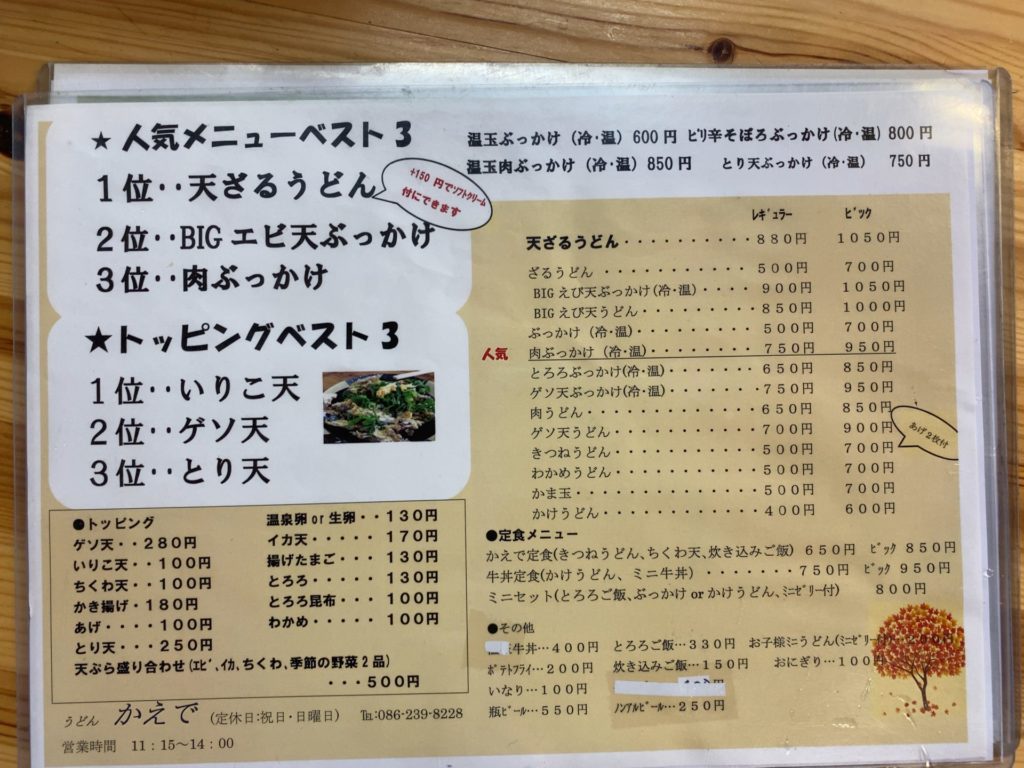 ★人気メニューベスト3
1位‥天ざるうどん
+150 円でソフトクリーム
付にできます
2位‥BIG エビ天ぶっかけ
3位‥肉ぶっかけ
★トッピングベスト3
1位‥いりこ天
2位‥ゲソ天
3位‥とり天
●トッピング
ゲソ天・・280円
いりこ天・・100円
ちくわ天・・100円
かき揚げ・180円
あげ・・・・100円
とり天・・・250円
温泉卵 or 生卵・・130円
イカ天・・・・・170円
揚げたまご・・・130円
とろろ・・・・・130円
とろろ昆布・・・100円
わかめ・・・・・100円
天ぷら盛り合わせ(エビ、イカ、ちくわ、季節の野菜2品)
・・・500円
うどん かえで (定休日:祝日・日曜日) ℡:086-239-8228
営業時間 11：15～14：00
温玉ぶっかけ (冷・温) 600円 ピリ辛そぼろぶっかけ(冷・温) 800円
温玉肉ぶっかけ (冷・温) 850円 とり天ぶっかけ (冷・温) 750円
レギュラー ビック
天ざるうどん・・・・・・・・・・880円 1050円
ざるうどん・・・・・・・・・・・500円 700円
BIGえび天ぶっかけ(冷・温)・・・・900円 1050円
BIGえび天うどん・・・・・・・・850円 1000円
ぶっかけ (冷・温)・・・・・・・・500円 700円
人気 肉ぶっかけ (冷・温)・・・・・・・・750円 950円
とろろぶっかけ(冷・温)・・・・・・・650円 850円
ゲソ天ぶっかけ(冷・温)・・・・・・・750円 950円
肉うどん・・・・・・・・・・・・650円 850円
ゲソ天うどん・・・・・・・・・・700円 900円
あげ2枚付
きつねうどん・・・・・・・・・・500円 700円
わかめうどん・・・・・・・・・・500円 700円
かま玉・・・・・・・・・・・・・500円 700円
かけうどん・・・・・・・・・・・400円 600円
●定食メニュー
かえで定食(きつねうどん、ちくわ天、炊き込みご飯) 650円 ビック 850円
牛丼定食(かけうどん、ミニ牛丼)・・・・・・・750円 ビック 950円
ミニセット(とろろご飯、ぶっかけ or かけうどん、ミニゼリー付) 800円
●その他
牛丼…400円 とろろご飯…330円 お子様ミニうどん(ミニゼリー付) 200円
ポテトフライ…200円 炊き込みご飯…150円 おにぎり…100円
いなり…100円
瓶ビール…550円 ノンアルビール…250円